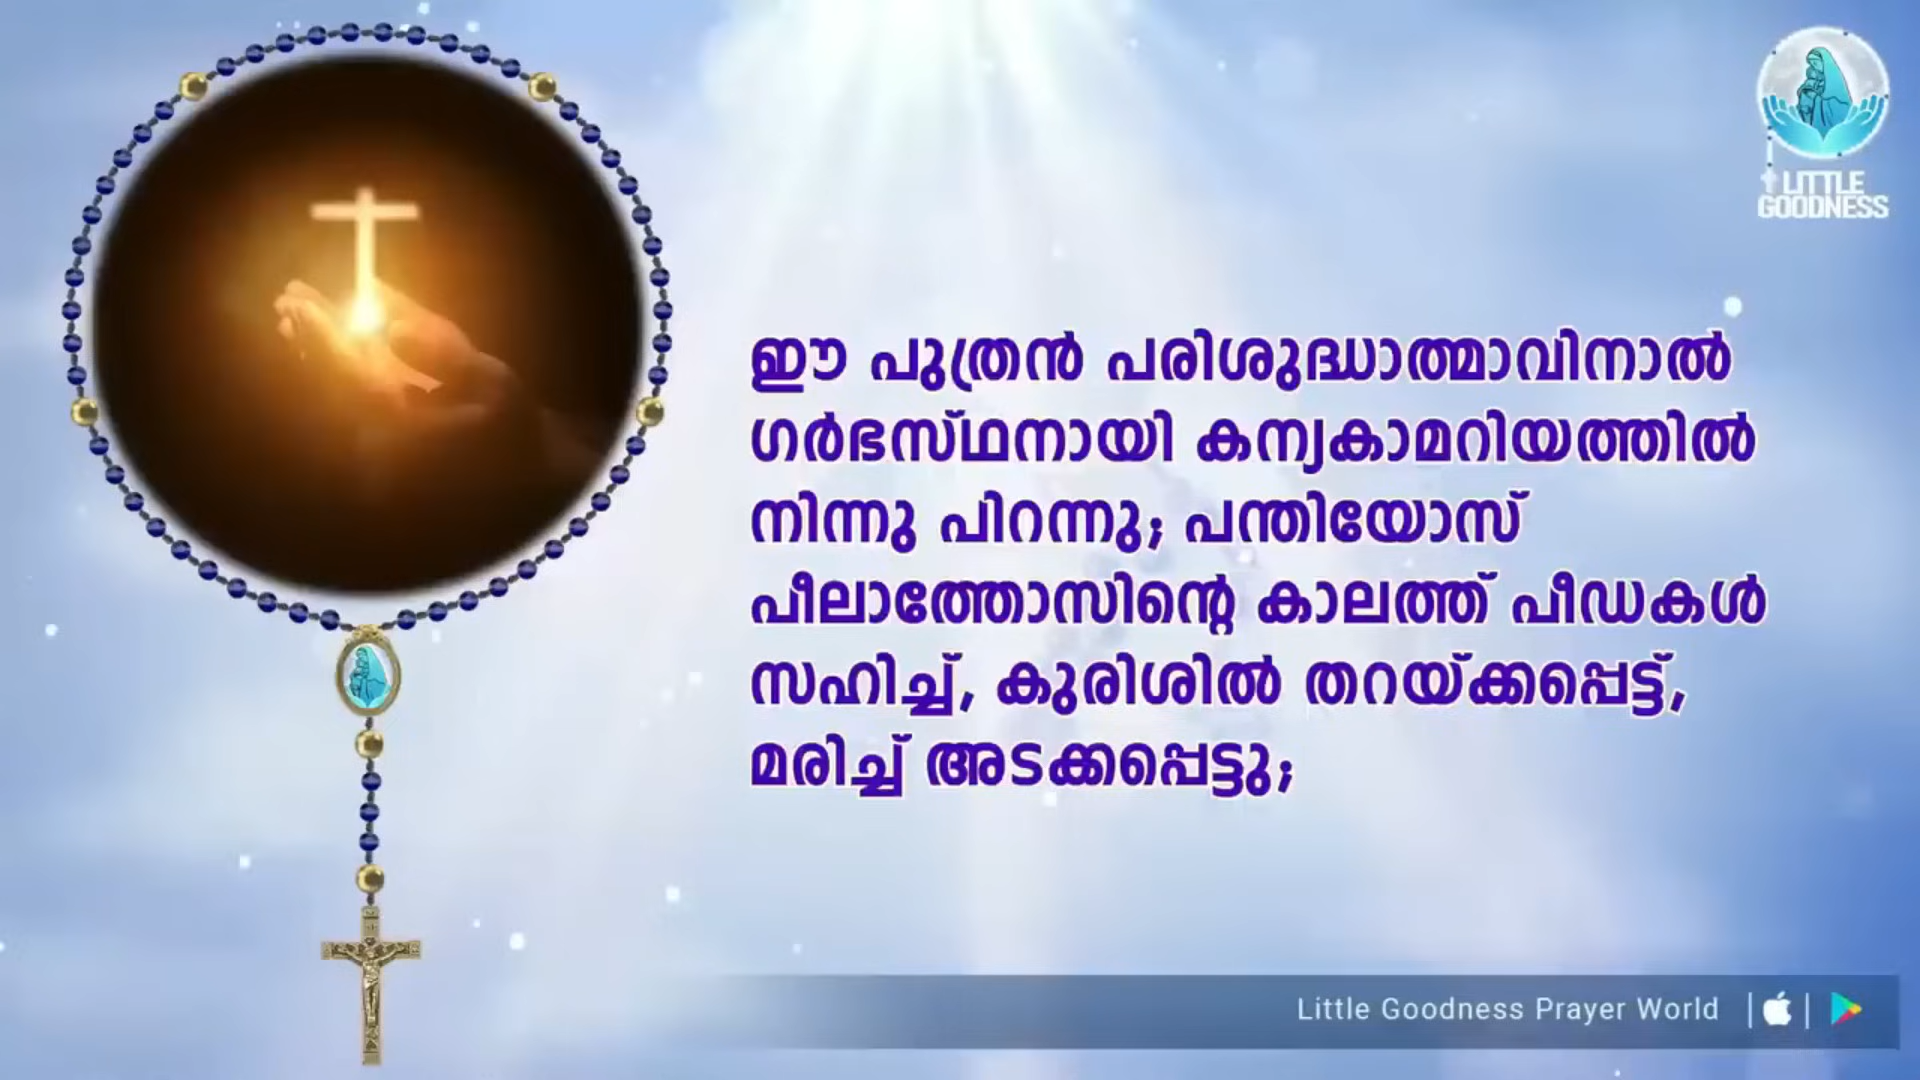 LITTLE
GOODNESS
ഈ പുത്രൻ പരിശുദ്ധാത്മാവിനാൽ
ഗർഭസ്ഥനായി കന്യകാമറിയത്തിൽ
നിന്നു പിറന്നു; പന്തിയോസ്
പീലാത്തോസിന്റെ കാലത്ത് പീഡകൾ
സഹിച്ച്, കുരിശിൽ തറയ്ക്കപ്പെട്ട്,
മരിച്ച് അടക്കപ്പെട്ടു;
Little Goodness Prayer World